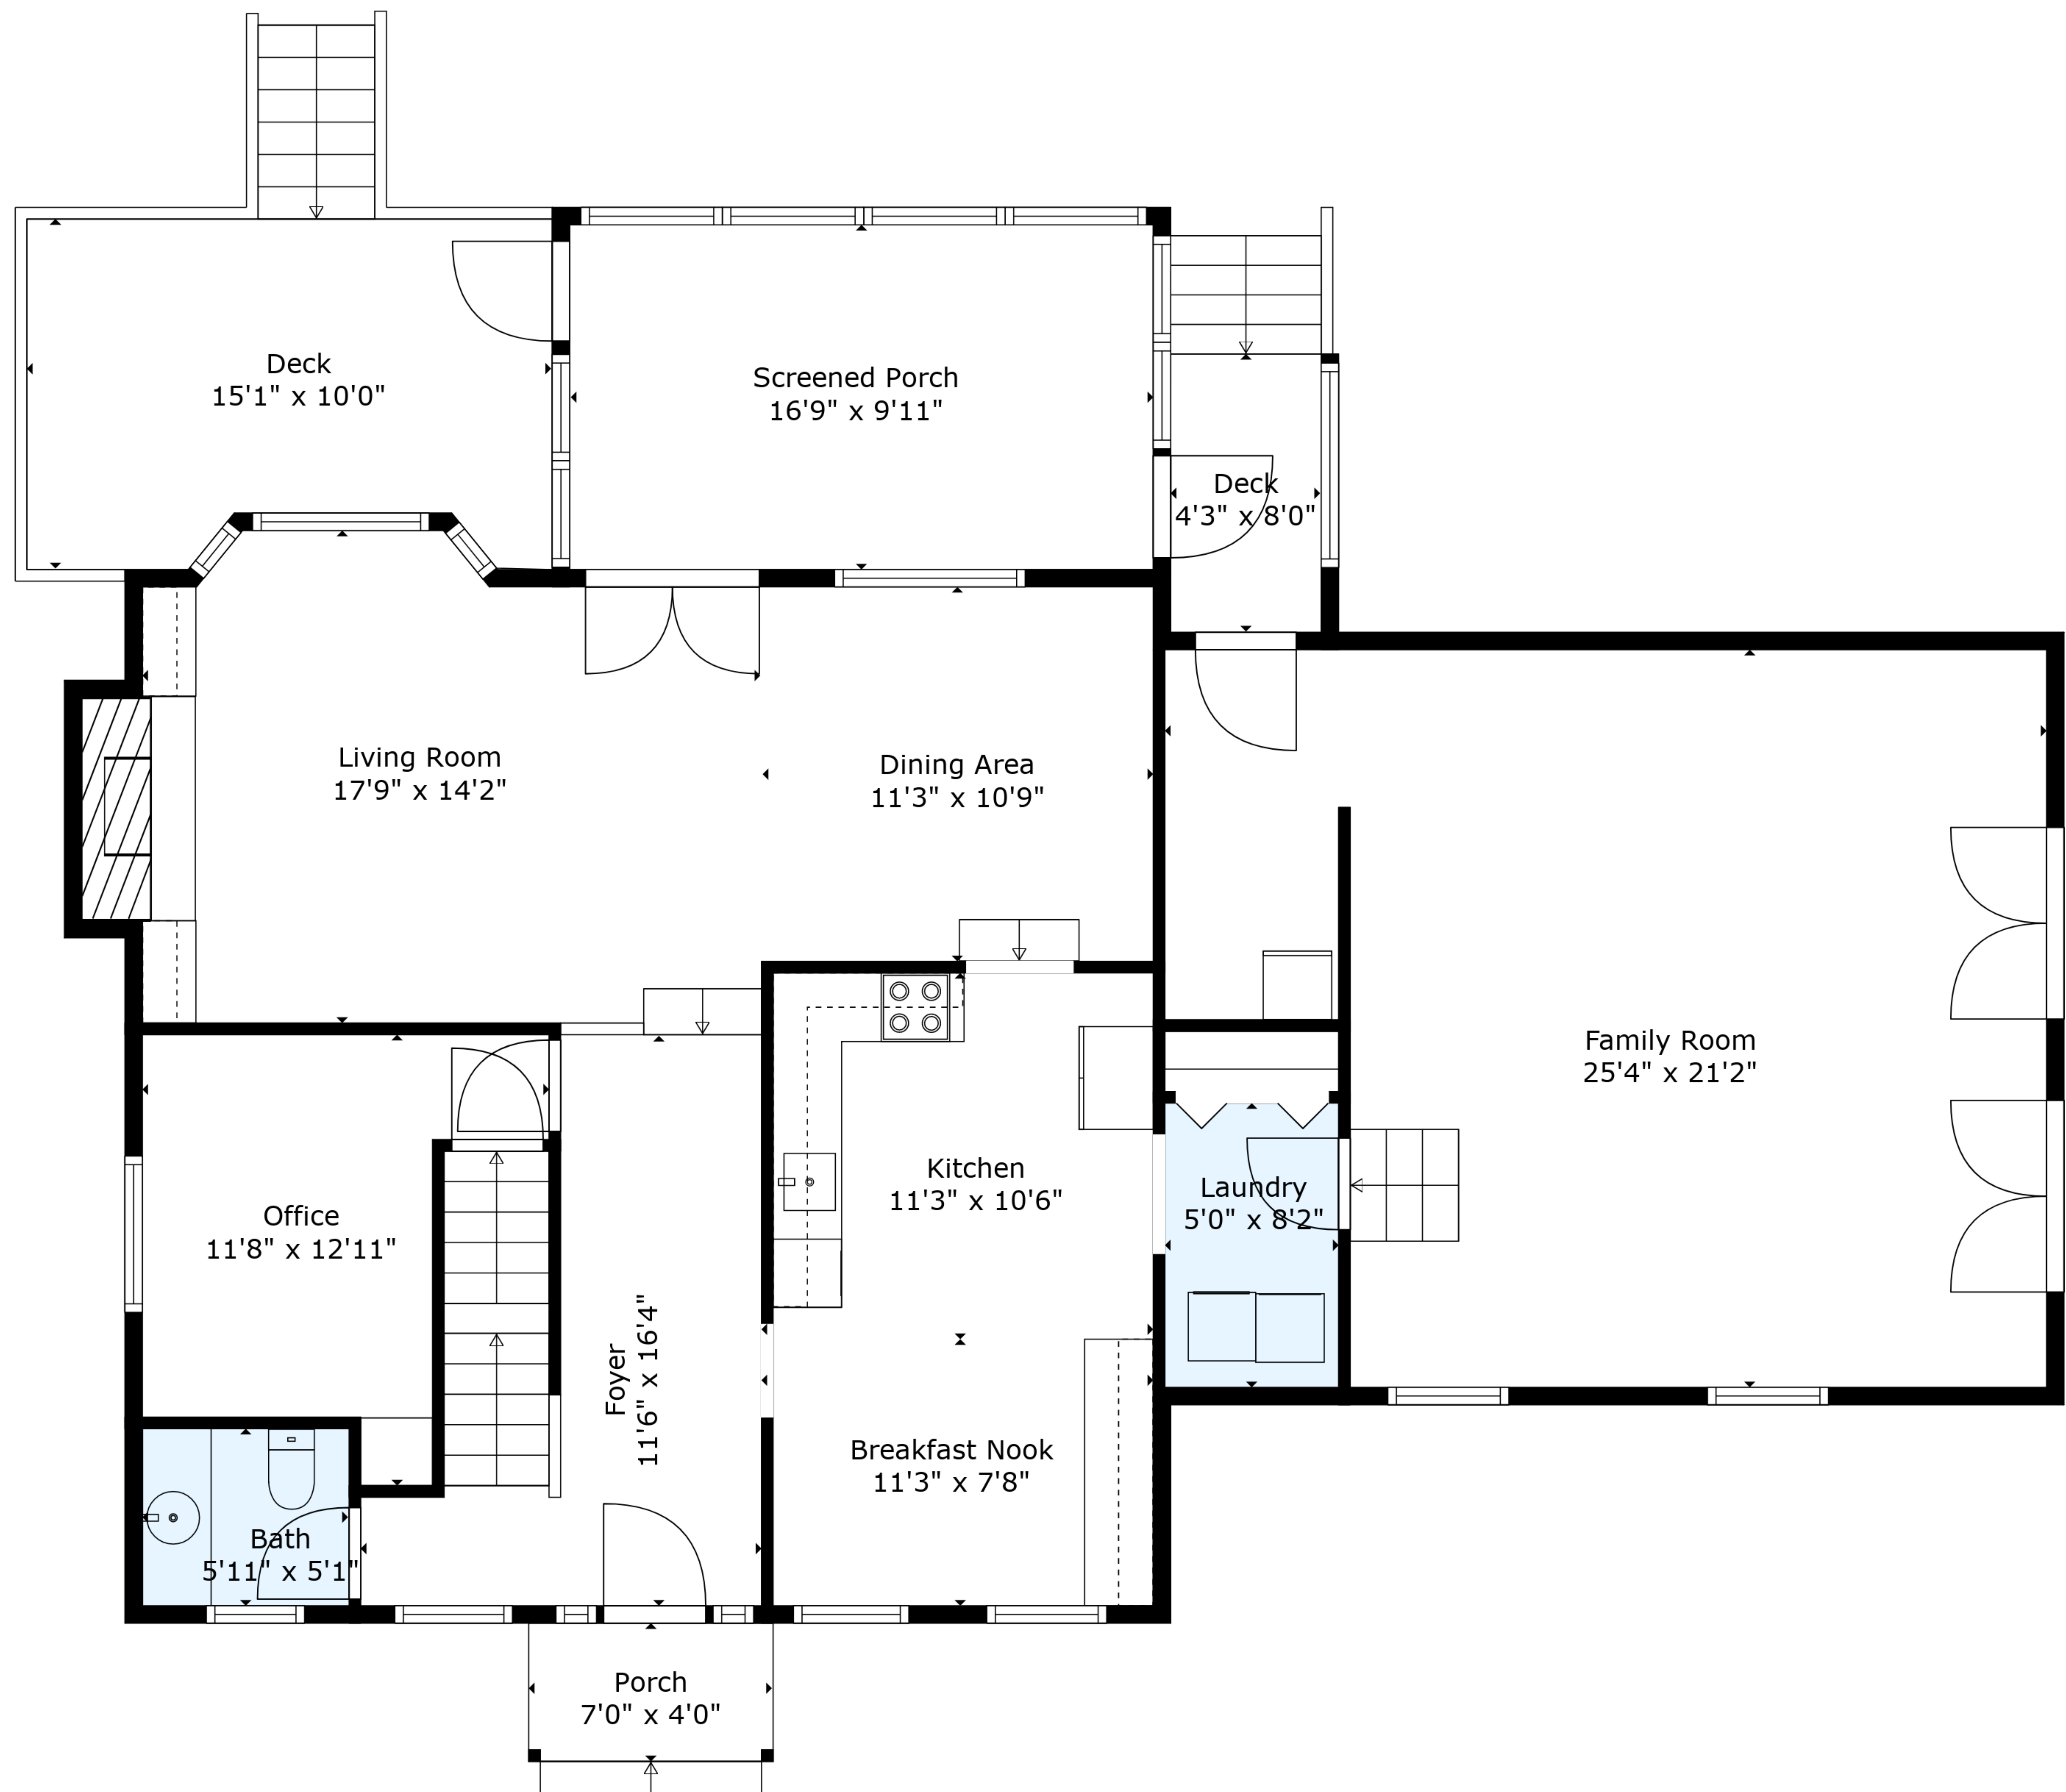 Deck
15'1" x 10'0"
Screened Porch
16'9" x 9'11"
Deck
4'3" x 8'0"
Living Room
17'9" x 14'2"
Dining Area
11'3" x 10'9"
Family Room
25'4" x 21'2"
Kitchen
11'3" x 10'6"
Laundry
5'0" x 8'2"
Office
11'8" x 12'11"
Foyer
11'6" x 16'4"
Breakfast Nook
11'3" x 7'8"
Bath
5'11" x 5'1"
Porch
7'0" x 4'0"